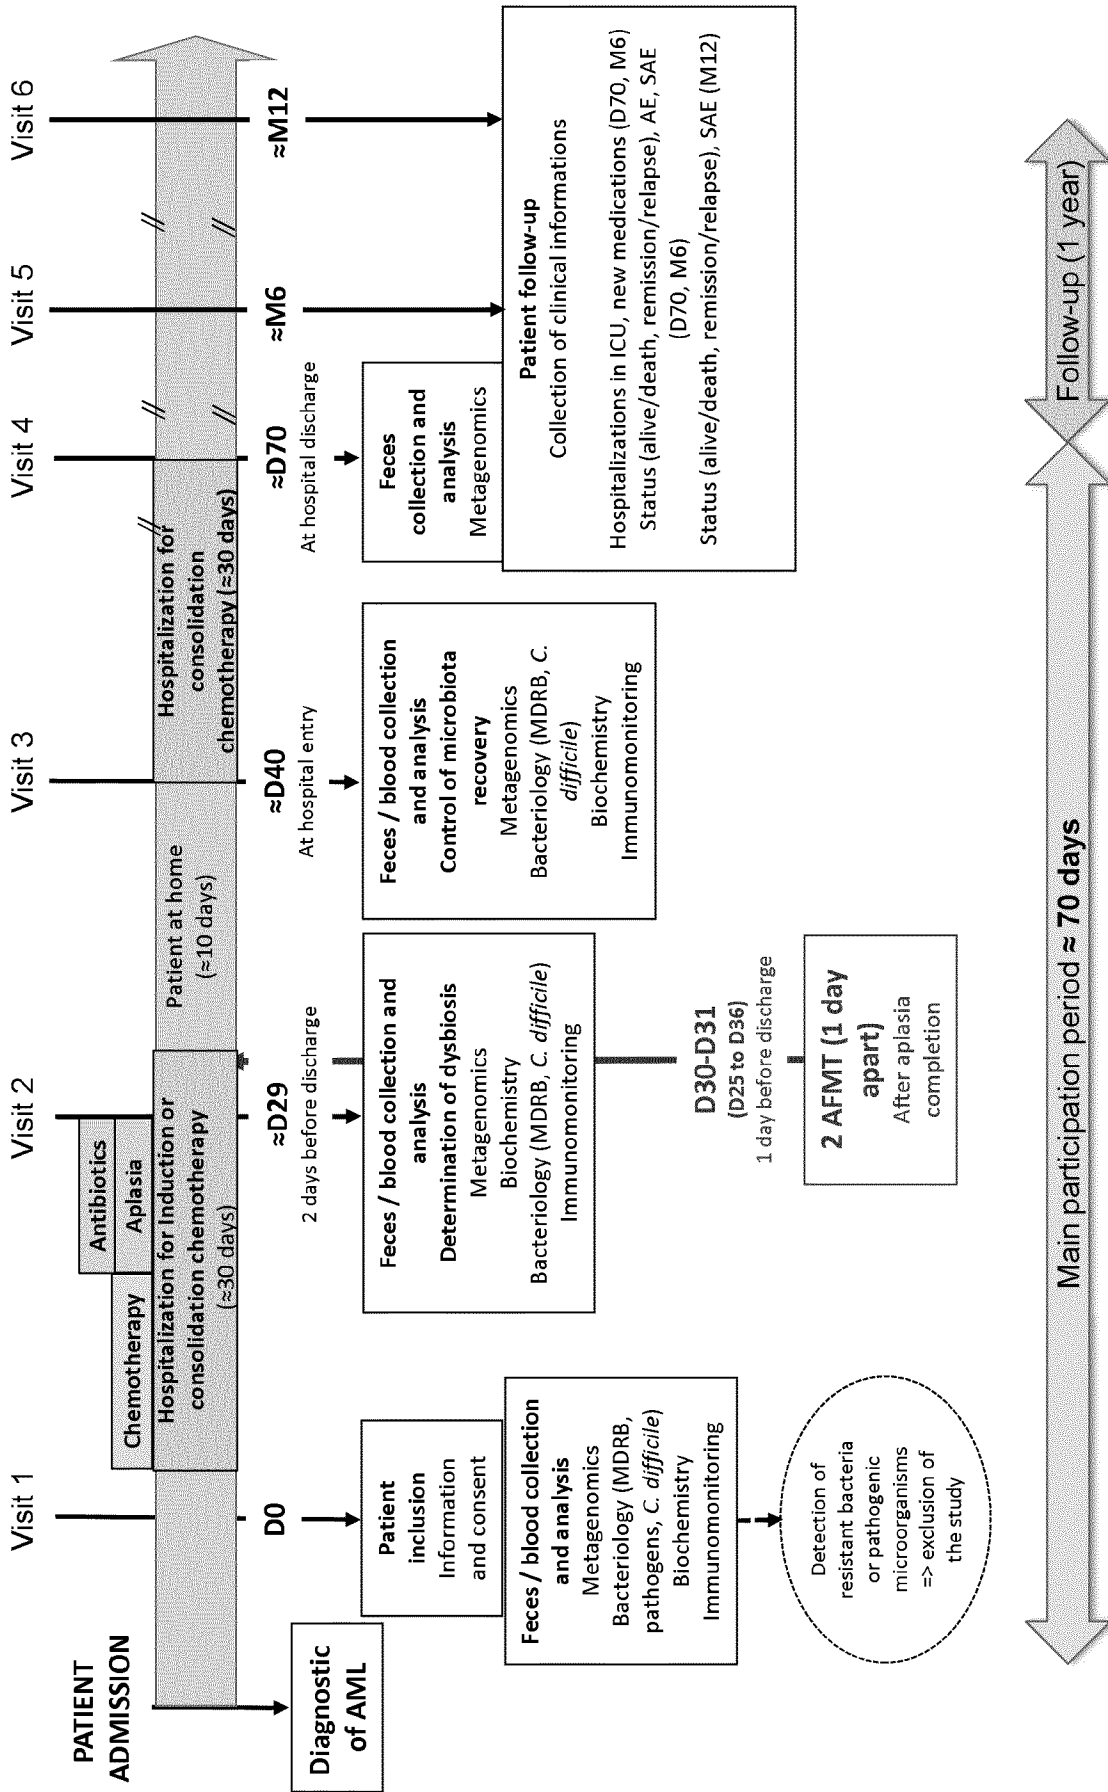 Visit 1
Visit 2
Visit 3
Visit 4
Visit 5
Visit 6
PATIENT
ADMISSION
Chemotherapy
Antibiotics
Aplasia
Hospitalization for Induction or
consolidation chemotherapy
(≈30 days)
Patient at home
(≈10 days)
Hospitalization for
consolidation
chemotherapy (≈30 days)
//
//
//
//
//
//
//
Diagnostic
of AML
D0
Patient
inclusion
Information
and consent
Feces / blood collection
and analysis
Metagenomics
Bacteriology (MDRB,
pathogens, C. difficile)
Biochemistry
Immunomonitoring
Detection of
resistant bacteria
or pathogenic
microorganisms
=> exclusion of
the study
≈D29
2 days before discharge
Feces / blood collection and
analysis
Determination of dysbiosis
Metagenomics
Biochemistry
Bacteriology (MDRB, C. difficile)
Immunomonitoring
D30-D31
(D25 to D36)
1 day before discharge
2 AFMT (1 day
apart)
After aplasia
completion
≈D40
At hospital entry
Feces / blood collection
and analysis
Control of microbiota
recovery
Metagenomics
Bacteriology (MDRB, C.
difficile)
Biochemistry
Immunomonitoring
≈D70
At hospital discharge
Feces
collection and
analysis
Metagenomics
≈M6
≈M12
Patient follow-up
Collection of clinical informations
Hospitalizations in ICU, new medications (D70, M6)
Status (alive/death, remission/relapse), AE, SAE
(D70, M6)
Status (alive/death, remission/relapse), SAE (M12)
Main participation period ≈ 70 days
Follow-up (1 year)